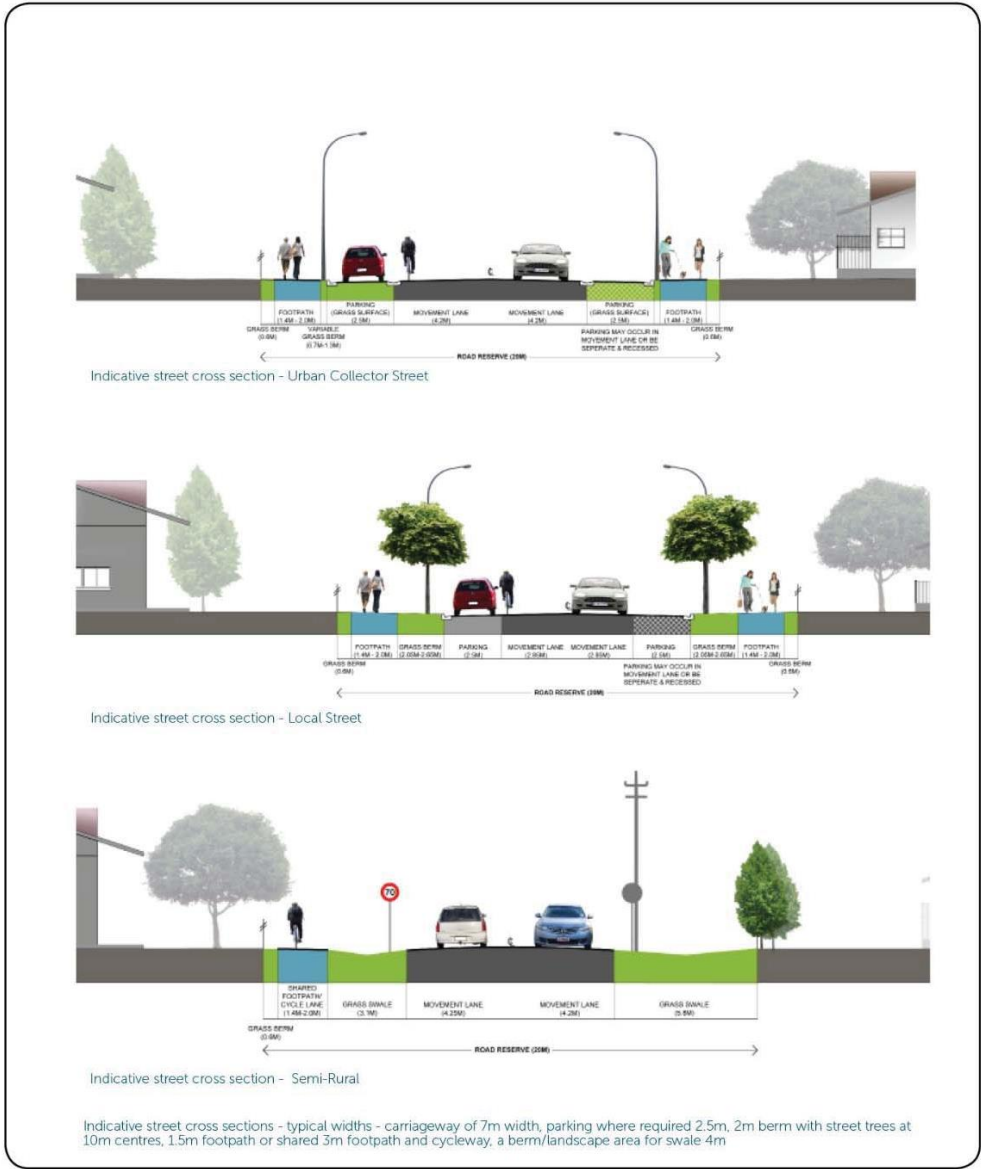 FOOTPATH
(1.4M - 2.0M)
PARKING
(GRASS SURFACE)
(2.5M)
MOVEMENT LANE
(4.2M)
MOVEMENT LANE
(4.2M)
PARKING
(GRASS SURFACE)
(2.5M)
FOOTPATH
(1.4M - 2.0M)
GRASS BERM
(0.6M)
VARIABLE
GRASS BERM
PARKING MAY OCCUR IN
MOVEMENT LANE OR BE
SEPERATE & RECESSED
GRASS BERM
(0.6M)
ROAD RESERVE (20M)
Indicative street cross section - Urban Collector Street
FOOTPATH
(1.4M - 2.0M)
GRASS BERM
(2.05M-2.65M)
PARKING
(2.5M)
MOVEMENT LANE
(2.85M)
MOVEMENT LANE
(2.85M)
PARKING
(2.5M)
GRASS BERM
(2.05M-2.65M)
FOOTPATH
(1.4M - 2.0M)
GRASS BERM
(0.6M)
PARKING MAY OCCUR IN
MOVEMENT LANE OR BE
SEPERATE & RECESSED
GRASS BERM
(0.6M)
ROAD RESERVE (20M)
Indicative street cross section - Local Street
70
SHARED
FOOTPATH/
CYCLE LANE
(1.4M-2.0M)
GRASS SWALE
(3.1M)
MOVEMENT LANE
(4.25M)
MOVEMENT LANE
(4.2M)
GRASS SWALE
GRASS BERM
(0.6M)
ROAD RESERVE (20M)
Indicative street cross section - Semi-Rural
Indicative street cross sections - typical widths - carriageway of 7m width, parking where required 2.5m, 2m berm with street trees at
10m centres, 1.5m footpath or shared 3m footpath and cycleway, a berm/landscape area for swale 4m